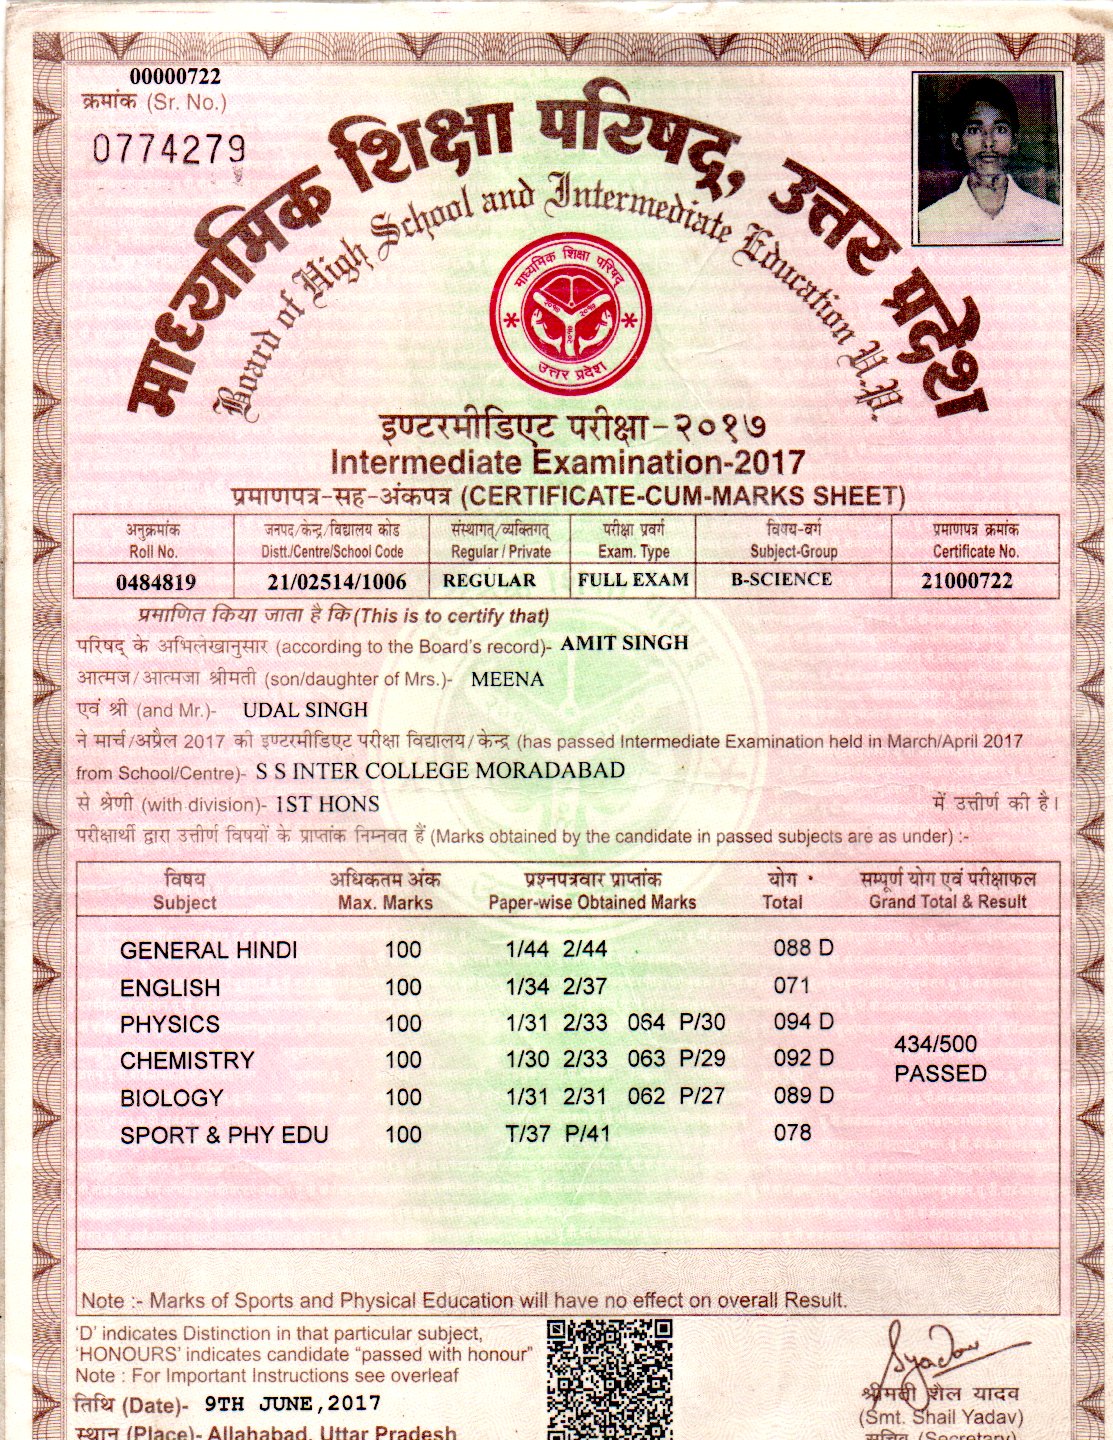 00000722
क्रमांक (Sr. No.)
0774279
माध्यमिक शिक्षा परिषद्, उत्तर प्रदेश
Board of High School and Intermediate Education U.P.
माध्यमिक शिक्षा परिषद्
उत्तर प्रदेश
इण्टरमीडिएट परीक्षा-२०१७
Intermediate Examination-2017
प्रमाणपत्र-सह-अंकपत्र (CERTIFICATE-CUM-MARKS SHEET)
अनुक्रमांक जनपद/केन्द्र/विद्यालय कोड संस्थागत्/व्यक्तिगत् परीक्षा प्रवर्ग विषय-वर्ग प्रमाणपत्र क्रमांक
Roll No. Distt./Centre/School Code Regular / Private Exam. Type Subject-Group Certificate No.
0484819 21/02514/1006 REGULAR FULL EXAM B-SCIENCE 21000722
प्रमाणित किया जाता है कि (This is to certify that)
परिषद् के अभिलेखानुसार (according to the Board's record)- AMIT SINGH
आत्मज/आत्मजा श्रीमती (son/daughter of Mrs.)- MEENA
एवं श्री (and Mr.)- UDAL SINGH
ने मार्च/अप्रैल 2017 की इण्टरमीडिएट परीक्षा विद्यालय/केन्द्र (has passed Intermediate Examination held in March/April 2017
from School/Centre)- S S INTER COLLEGE MORADABAD
से श्रेणी (with division)- 1ST HONS में उत्तीर्ण की है।
परीक्षार्थी द्वारा उत्तीर्ण विषयों के प्राप्तांक निम्नवत हैं (Marks obtained by the candidate in passed subjects are as under) :-
विषय अधिकतम अंक प्रश्नपत्रवार प्राप्तांक योग सम्पूर्ण योग एवं परीक्षाफल
Subject Max. Marks Paper-wise Obtained Marks Total Grand Total & Result
GENERAL HINDI 100 1/44 2/44 088 D
ENGLISH 100 1/34 2/37 071
PHYSICS 100 1/31 2/33 064 P/30 094 D
434/500
CHEMISTRY 100 1/30 2/33 063 P/29 092 D
PASSED
BIOLOGY 100 1/31 2/31 062 P/27 089 D
SPORT & PHY EDU 100 T/37 P/41 078
Note :- Marks of Sports and Physical Education will have no effect on overall Result.
'D' indicates Distinction in that particular subject,
'HONOURS' indicates candidate "passed with honour"
Note : For Important Instructions see overleaf
तिथि (Date)- 9TH JUNE,2017
स्थान (Place)- Allahabad, Uttar Pradesh
Syadav
श्रीमती शैल यादव
(Smt. Shail Yadav)
सचिव (Secretary)